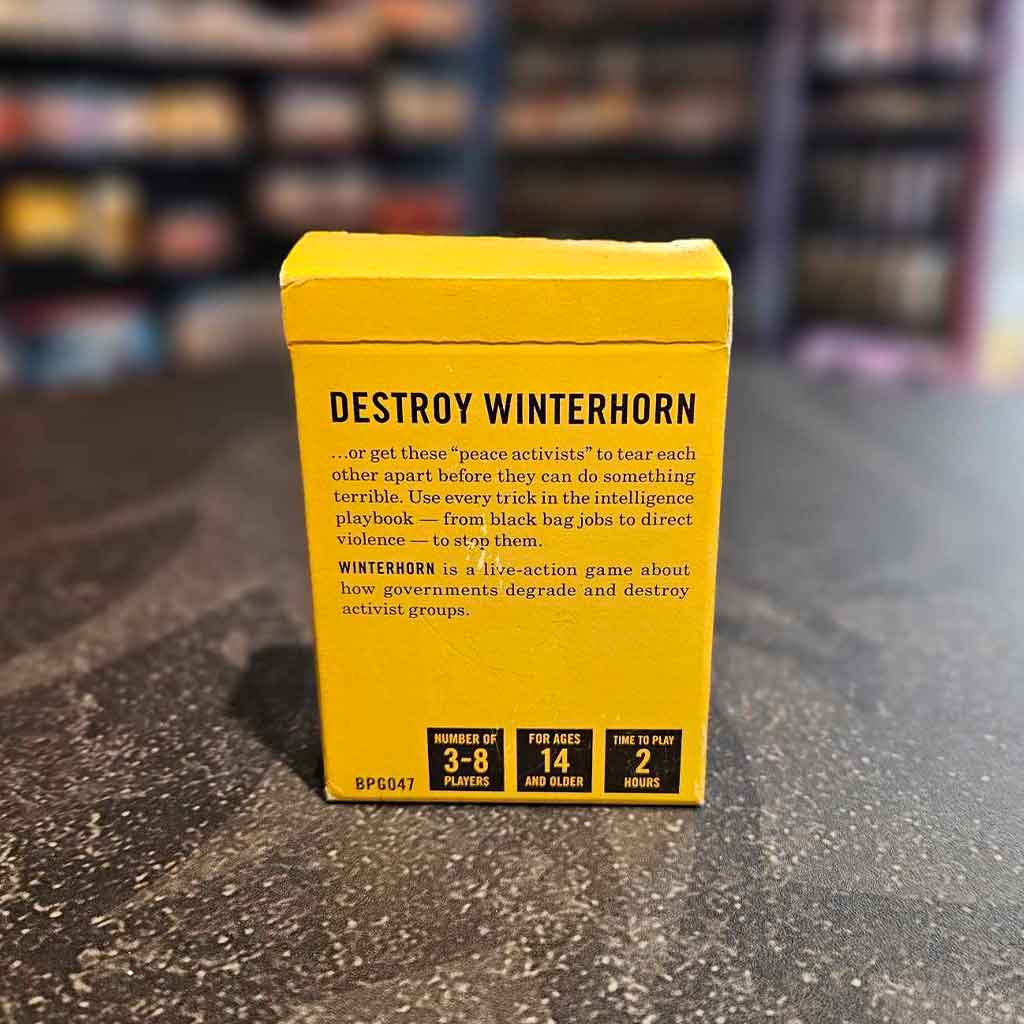 DESTROY WINTERHORN
...or get these “peace activists” to tear each
other apart before they can do something
terrible. Use every trick in the intelligence
playbook — from black bag jobs to direct
violence — to stop them.
WINTERHORN is a live-action game about
how governments degrade and destroy
activist groups.
NUMBER OF
3-8
PLAYERS
FOR AGES
14
AND OLDER
TIME TO PLAY
2
HOURS
BPG047